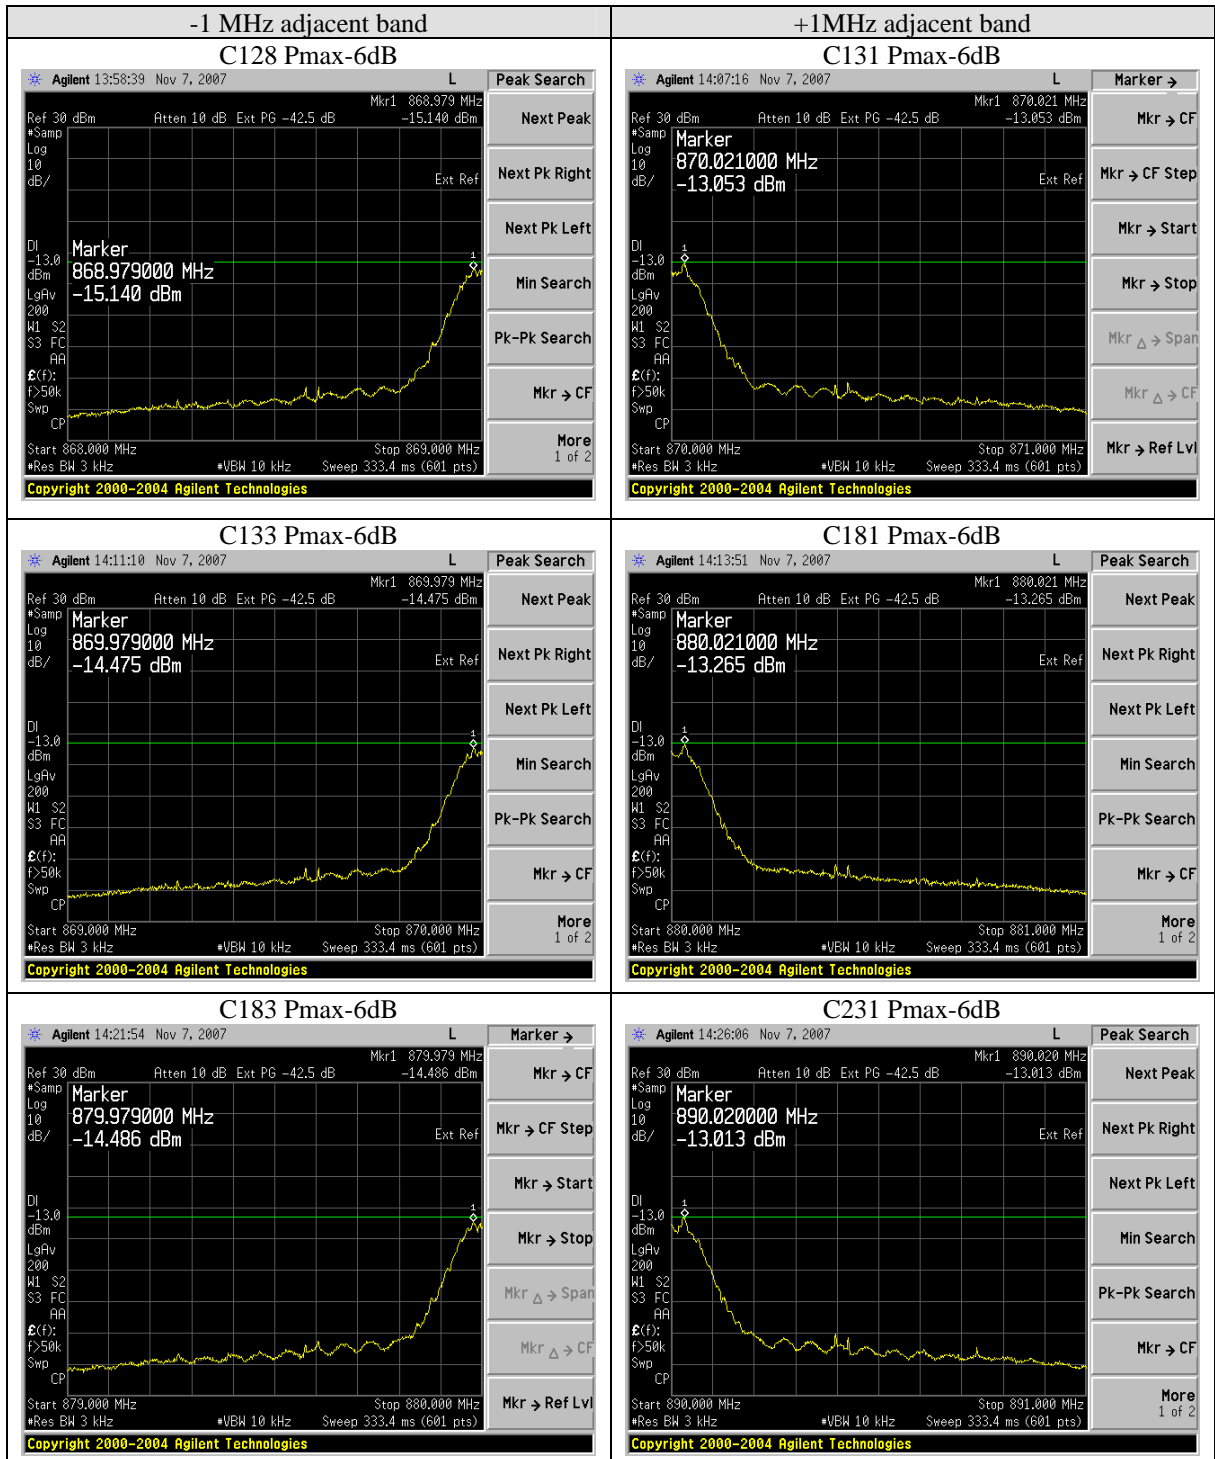 -1 MHz adjacent band
+1MHz adjacent band
C128 Pmax-6dB
Agilent 13:58:39 Nov 7, 2007 L Peak Search
Mkr1 868.979 MHz
Ref 30 dBm Atten 10 dB Ext PG -42.5 dB -15.140 dBm
#Samp
Log
10
dB/
Ext Ref
Marker
868.979000 MHz
-15.140 dBm
DI
-13.0
dBm
LgAv
200
W1 S2
S3 FC
AA
£(f):
f>50k
Swp
CP
1
Start 868.000 MHz Stop 869.000 MHz
#Res BW 3 kHz #VBW 10 kHz Sweep 333.4 ms (601 pts)
Copyright 2000-2004 Agilent Technologies
Next Peak
Next Pk Right
Next Pk Left
Min Search
Pk-Pk Search
Mkr → CF
More
1 of 2
C131 Pmax-6dB
Agilent 14:07:16 Nov 7, 2007 L Marker →
Mkr1 870.021 MHz
Ref 30 dBm Atten 10 dB Ext PG -42.5 dB -13.053 dBm
#Samp
Log
10
dB/
Ext Ref
Marker
870.021000 MHz
-13.053 dBm
DI
-13.0
dBm
LgAv
200
W1 S2
S3 FC
AA
£(f):
f>50k
Swp
CP
1
Start 870.000 MHz Stop 871.000 MHz
#Res BW 3 kHz #VBW 10 kHz Sweep 333.4 ms (601 pts)
Copyright 2000-2004 Agilent Technologies
Mkr → CF
Mkr → CF Step
Mkr → Start
Mkr → Stop
Mkr △ → Span
Mkr △ → CF
Mkr → Ref Lvl
C133 Pmax-6dB
Agilent 14:11:10 Nov 7, 2007 L Peak Search
Mkr1 869.979 MHz
Ref 30 dBm Atten 10 dB Ext PG -42.5 dB -14.475 dBm
#Samp
Log
10
dB/
Ext Ref
Marker
869.979000 MHz
-14.475 dBm
DI
-13.0
dBm
LgAv
200
W1 S2
S3 FC
AA
£(f):
f>50k
Swp
CP
1
Start 869.000 MHz Stop 870.000 MHz
#Res BW 3 kHz #VBW 10 kHz Sweep 333.4 ms (601 pts)
Copyright 2000-2004 Agilent Technologies
Next Peak
Next Pk Right
Next Pk Left
Min Search
Pk-Pk Search
Mkr → CF
More
1 of 2
C181 Pmax-6dB
Agilent 14:13:51 Nov 7, 2007 L Peak Search
Mkr1 880.021 MHz
Ref 30 dBm Atten 10 dB Ext PG -42.5 dB -13.265 dBm
#Samp
Log
10
dB/
Ext Ref
Marker
880.021000 MHz
-13.265 dBm
DI
-13.0
dBm
LgAv
200
W1 S2
S3 FC
AA
£(f):
f>50k
Swp
CP
1
Start 880.000 MHz Stop 881.000 MHz
#Res BW 3 kHz #VBW 10 kHz Sweep 333.4 ms (601 pts)
Copyright 2000-2004 Agilent Technologies
Next Peak
Next Pk Right
Next Pk Left
Min Search
Pk-Pk Search
Mkr → CF
More
1 of 2
C183 Pmax-6dB
Agilent 14:21:54 Nov 7, 2007 L Marker →
Mkr1 879.979 MHz
Ref 30 dBm Atten 10 dB Ext PG -42.5 dB -14.486 dBm
#Samp
Log
10
dB/
Ext Ref
Marker
879.979000 MHz
-14.486 dBm
DI
-13.0
dBm
LgAv
200
W1 S2
S3 FC
AA
£(f):
f>50k
Swp
CP
1
Start 879.000 MHz Stop 880.000 MHz
#Res BW 3 kHz #VBW 10 kHz Sweep 333.4 ms (601 pts)
Copyright 2000-2004 Agilent Technologies
Mkr → CF
Mkr → CF Step
Mkr → Start
Mkr → Stop
Mkr △ → Span
Mkr △ → CF
Mkr → Ref Lvl
C231 Pmax-6dB
Agilent 14:26:06 Nov 7, 2007 L Peak Search
Mkr1 890.020 MHz
Ref 30 dBm Atten 10 dB Ext PG -42.5 dB -13.013 dBm
#Samp
Log
10
dB/
Ext Ref
Marker
890.020000 MHz
-13.013 dBm
DI
-13.0
dBm
LgAv
200
W1 S2
S3 FC
AA
£(f):
f>50k
Swp
CP
1
Start 890.000 MHz Stop 891.000 MHz
#Res BW 3 kHz #VBW 10 kHz Sweep 333.4 ms (601 pts)
Copyright 2000-2004 Agilent Technologies
Next Peak
Next Pk Right
Next Pk Left
Min Search
Pk-Pk Search
Mkr → CF
More
1 of 2